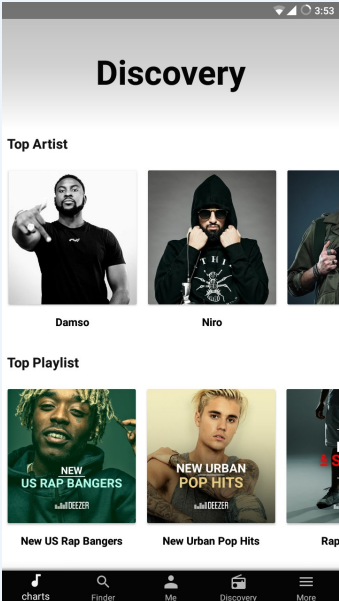 3:53
Discovery
Top Artist
THI
Damso
Niro
Top Playlist
NEW
US RAP BANGERS
DEEZER
NEW URBAN
POP HITS
DEEZER
New US Rap Bangers
New Urban Pop Hits
Rap
charts
Finder
Me
Discovery
More